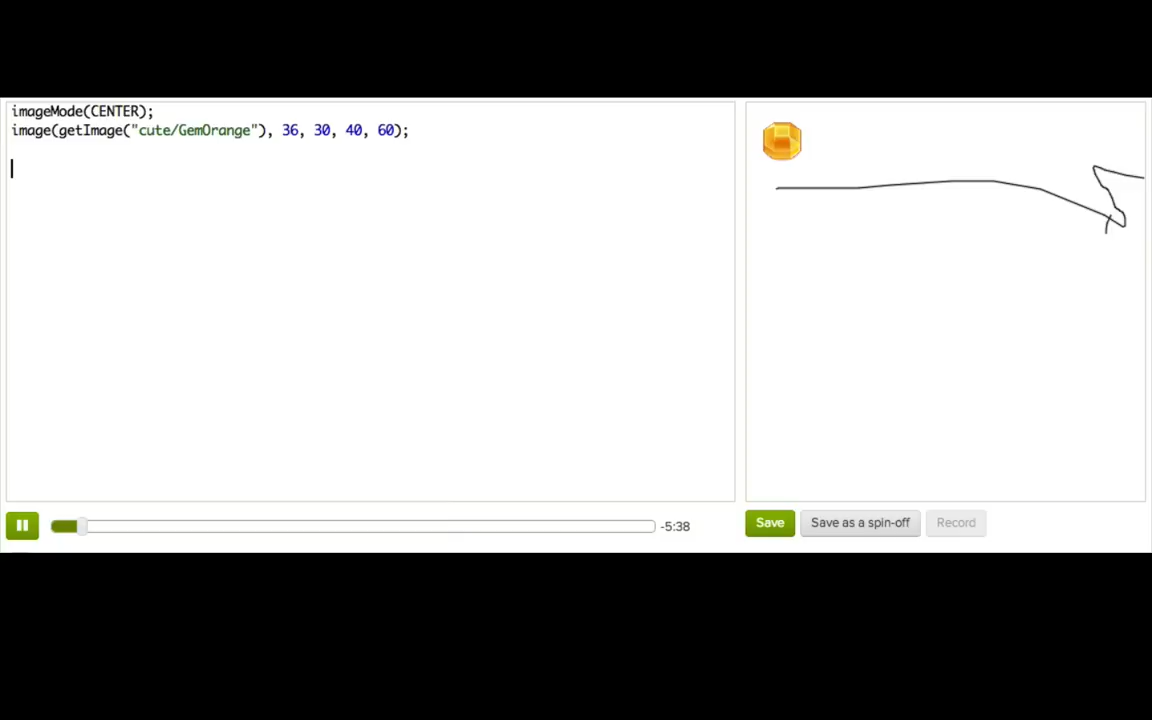 imageMode(CENTER);
image(getImage("cute/GemOrange"), 36, 30, 40, 60);
-5:38
Save
Save as a spin-off
Record